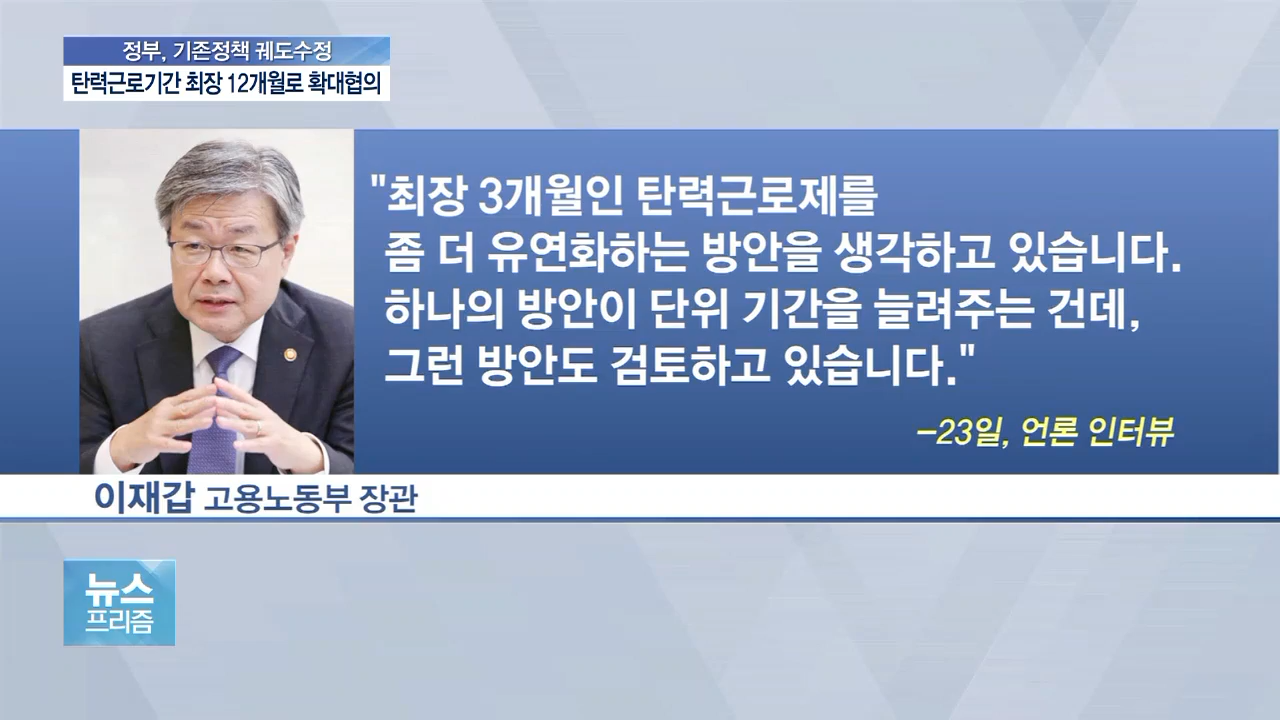 정부, 기존정책 궤도수정
탄력근로기간 최장 12개월로 확대협의
"최장 3개월인 탄력근로제를
좀 더 유연화하는 방안을 생각하고 있습니다.
하나의 방안이 단위 기간을 늘려주는 건데,
그런 방안도 검토하고 있습니다."
–23일, 언론 인터뷰
이재갑 고용노동부 장관
뉴스
프리즘